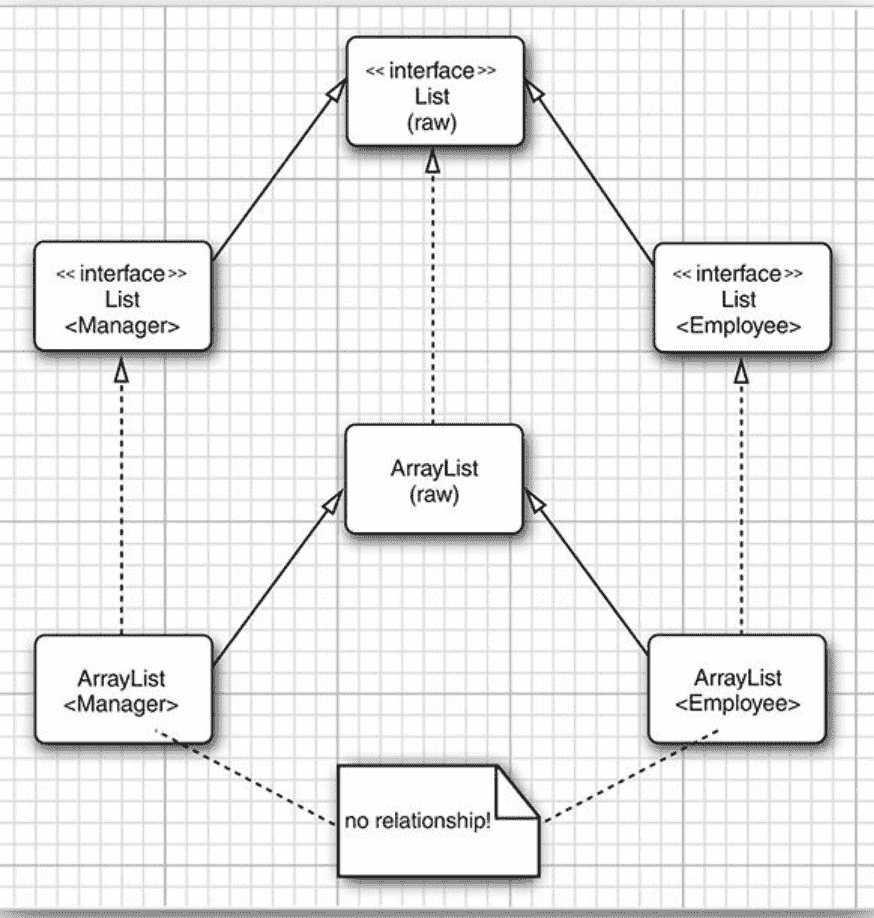 << interface >>
List
(raw)
<< interface >>
List
<Manager>
<< interface >>
List
<Employee>
ArrayList
(raw)
ArrayList
<Manager>
ArrayList
<Employee>
no relationship!